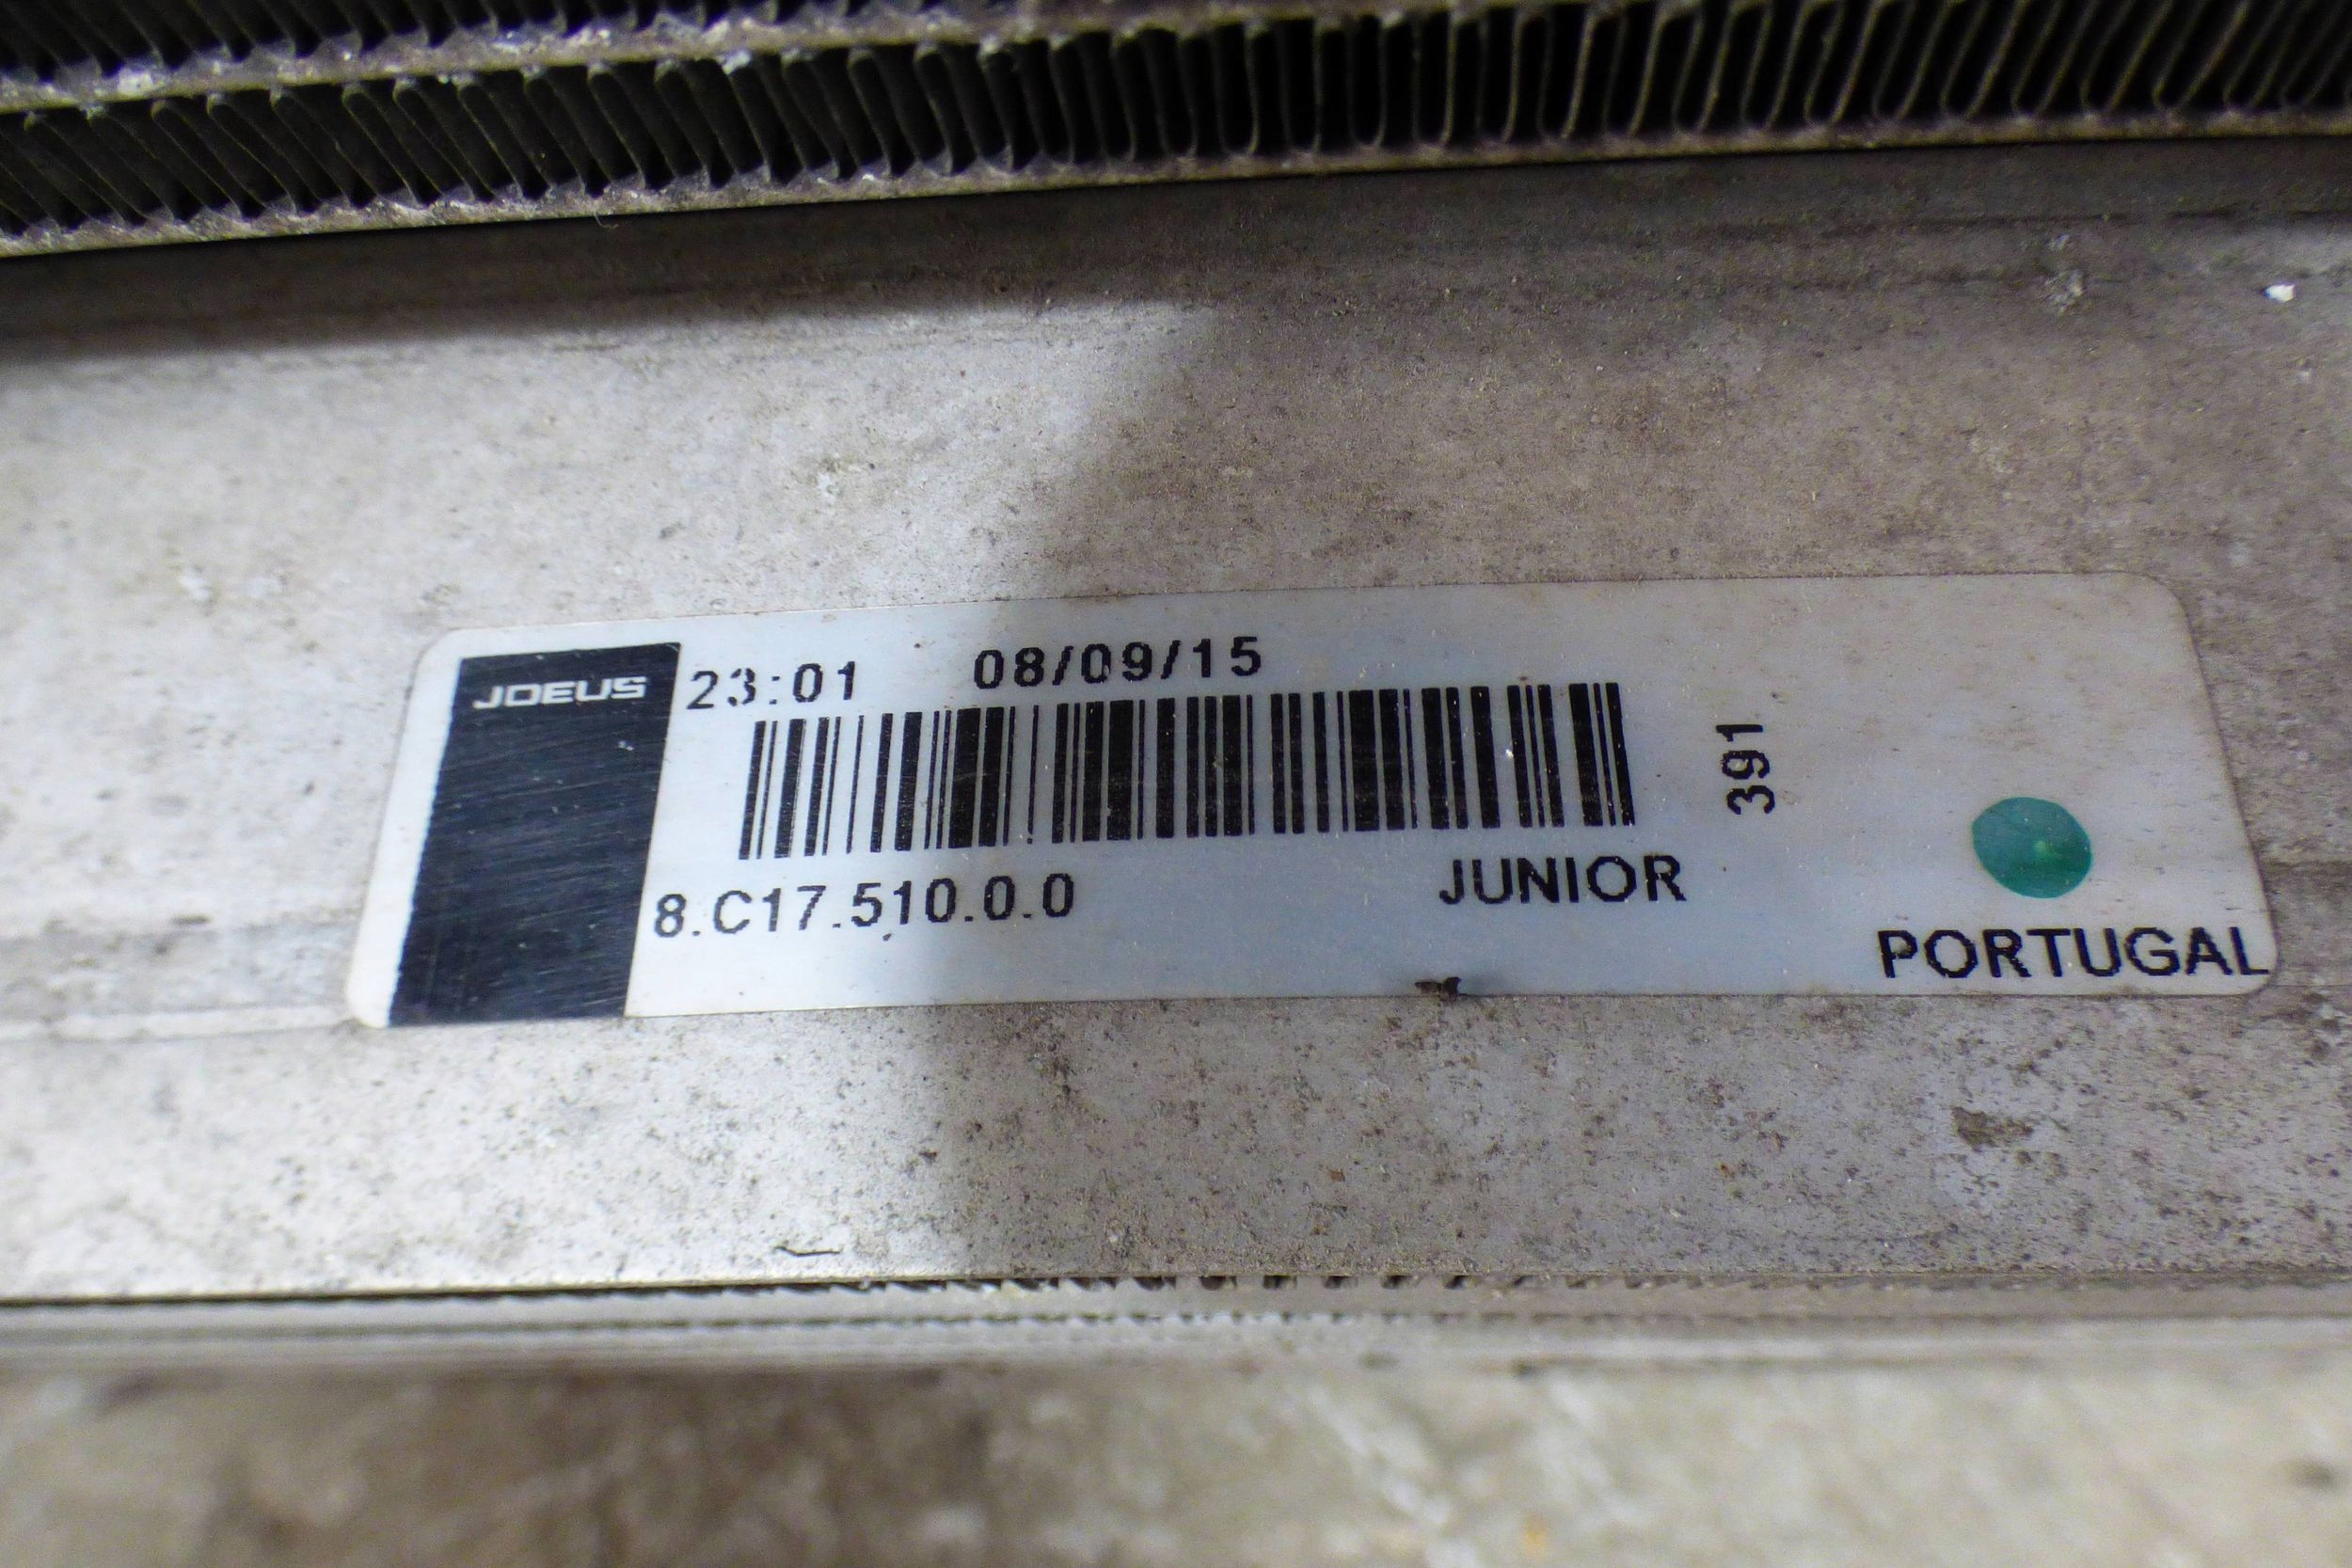 JDEUS
23:01 08/09/15
391
8.C17.510.0.0 JUNIOR
PORTUGAL